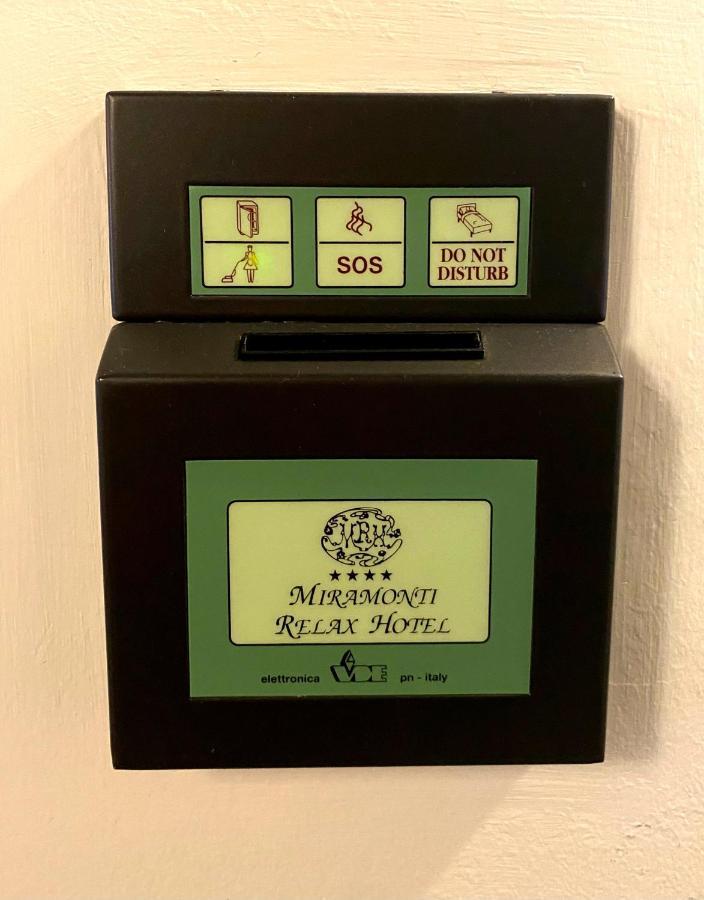 SOS
DO NOT
DISTURB
MRH
★★★★
MIRAMONTI
RELAX HOTEL
elettronica VDE pn - italy